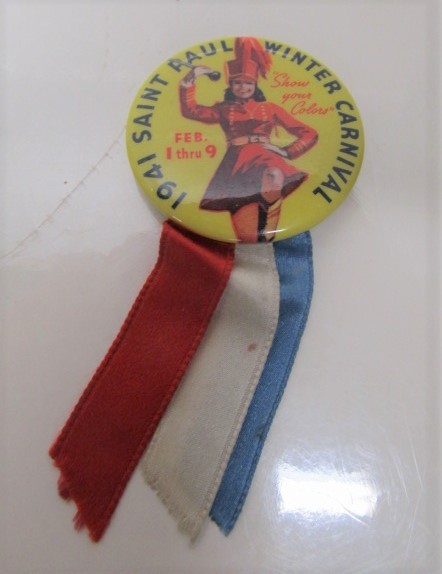 1941 SAINT PAUL WINTER CARNIVAL
"Show
your
Colors"
FEB.
1 thru 9